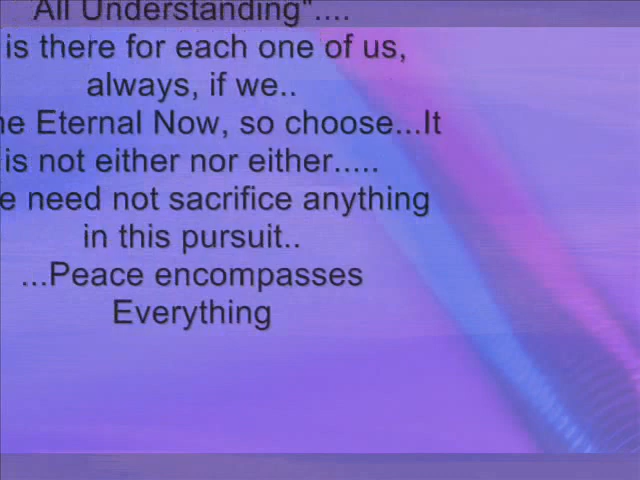 All Understanding"....
is there for each one of us,
always, if we..
he Eternal Now, so choose...It
is not either nor either.....
e need not sacrifice anything
in this pursuit..
...Peace encompasses
Everything